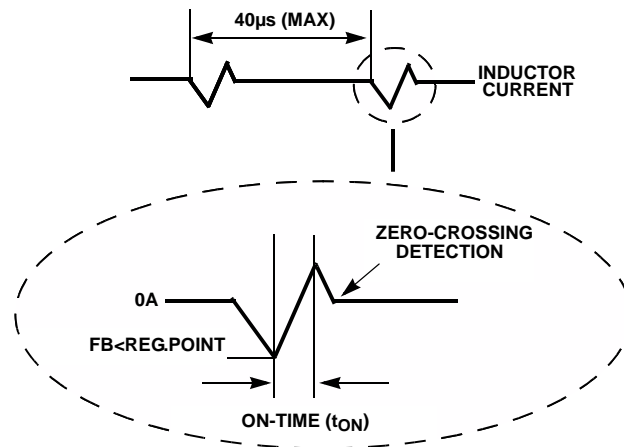 40µs (MAX)
INDUCTOR
CURRENT
ZERO-CROSSING
DETECTION
0A
FB<REG.POINT
ON-TIME (tON)